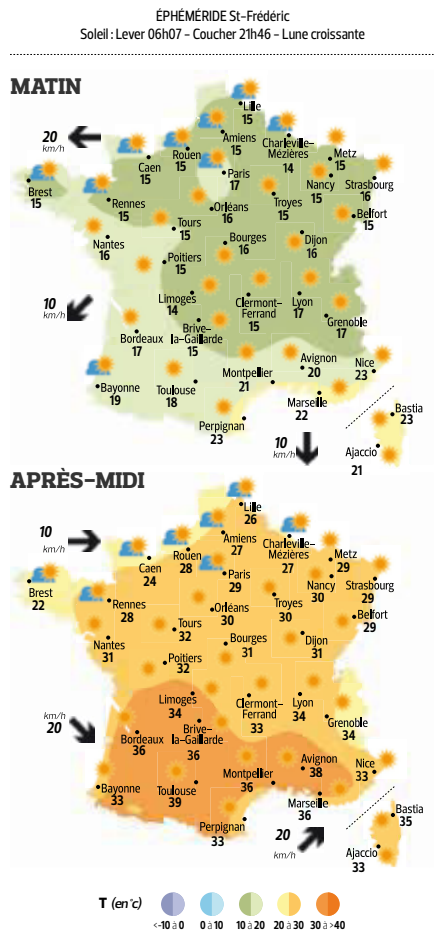 ÉPHÉMÉRIDE St-Frédéric
Soleil : Lever 06h07 - Coucher 21h46 - Lune croissante
MATIN
Lille
15
20
km/h
Amiens
15
Rouen
15
Charleville-
Mézières
14
Caen
15
Metz
15
Paris
17
Nancy
15
Strasbourg
16
Brest
15
Rennes
15
Orléans
16
Troyes
15
Belfort
15
Tours
15
Nantes
16
Bourges
16
Dijon
16
Poitiers
15
Limoges
14
Clermont-
Ferrand
15
Lyon
17
10
km/h
Grenoble
17
Brive-
la-Gaillarde
15
Bordeaux
17
Avignon
20
Nice
23
Montpellier
21
Bayonne
19
Toulouse
18
Marseille
22
Perpignan
23
Bastia
23
10
km/h
Ajaccio
21
APRÈS-MIDI
Lille
26
10
km/h
Amiens
27
Charleville-
Mézières
27
Rouen
28
Caen
24
Metz
29
Paris
29
Nancy
30
Strasbourg
29
Brest
22
Rennes
28
Orléans
30
Troyes
30
Belfort
29
Tours
32
Nantes
31
Bourges
31
Dijon
31
Poitiers
32
Limoges
34
Clermont-
Ferrand
33
Lyon
34
km/h
20
Grenoble
34
Brive-
la-Gaillarde
36
Bordeaux
36
Avignon
38
Nice
33
Montpellier
36
Bayonne
33
Toulouse
39
Marseille
36
Perpignan
33
Bastia
35
20
km/h
Ajaccio
33
T (en°c)
<-10 à 0
0 à 10
10 à 20
20 à 30
30 à >40